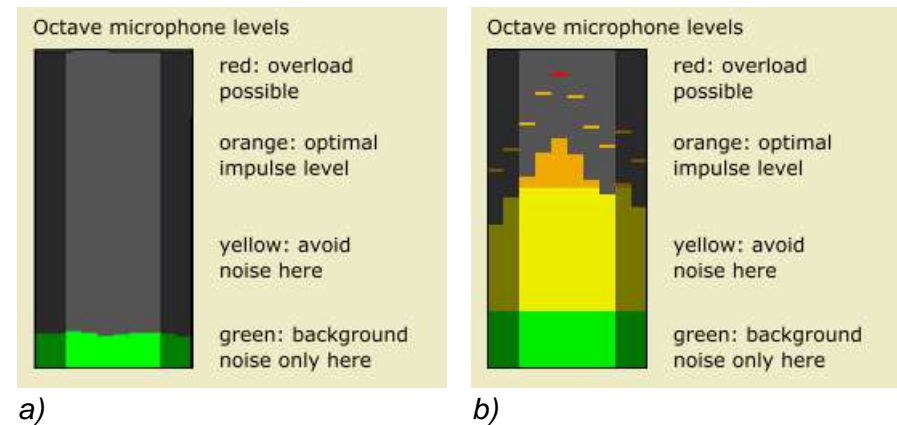 Octave microphone levels
red: overload
possible
orange: optimal
impulse level
yellow: avoid
noise here
green: background
noise only here
a)
Octave microphone levels
red: overload
possible
orange: optimal
impulse level
yellow: avoid
noise here
green: background
noise only here
b)